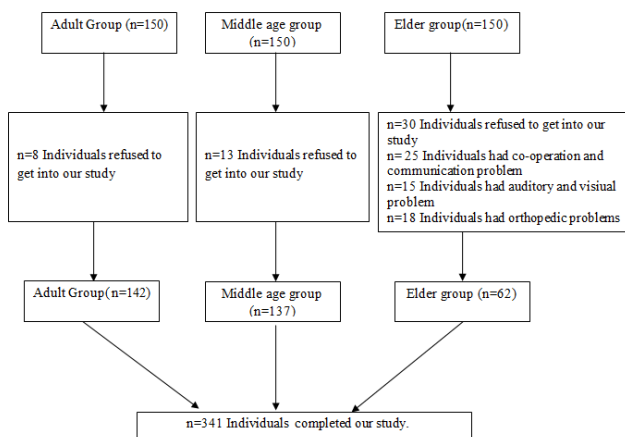 Adult Group (n=150)
Middle age group
(n=150)
Elder group(n=150)
n=8 Individuals refused to
get into our study
n=13 Individuals refused to
get into our study
n=30 Individuals refused to get into our
study
n= 25 Individuals had co-operation and
communication problem
n=15 Individuals had auditory and visiual
problem
n=18 Individuals had orthopedic problems
Adult Group(n=142)
Middle age group
(n=137)
Elder group (n=62)
n=341 Individuals completed our study.